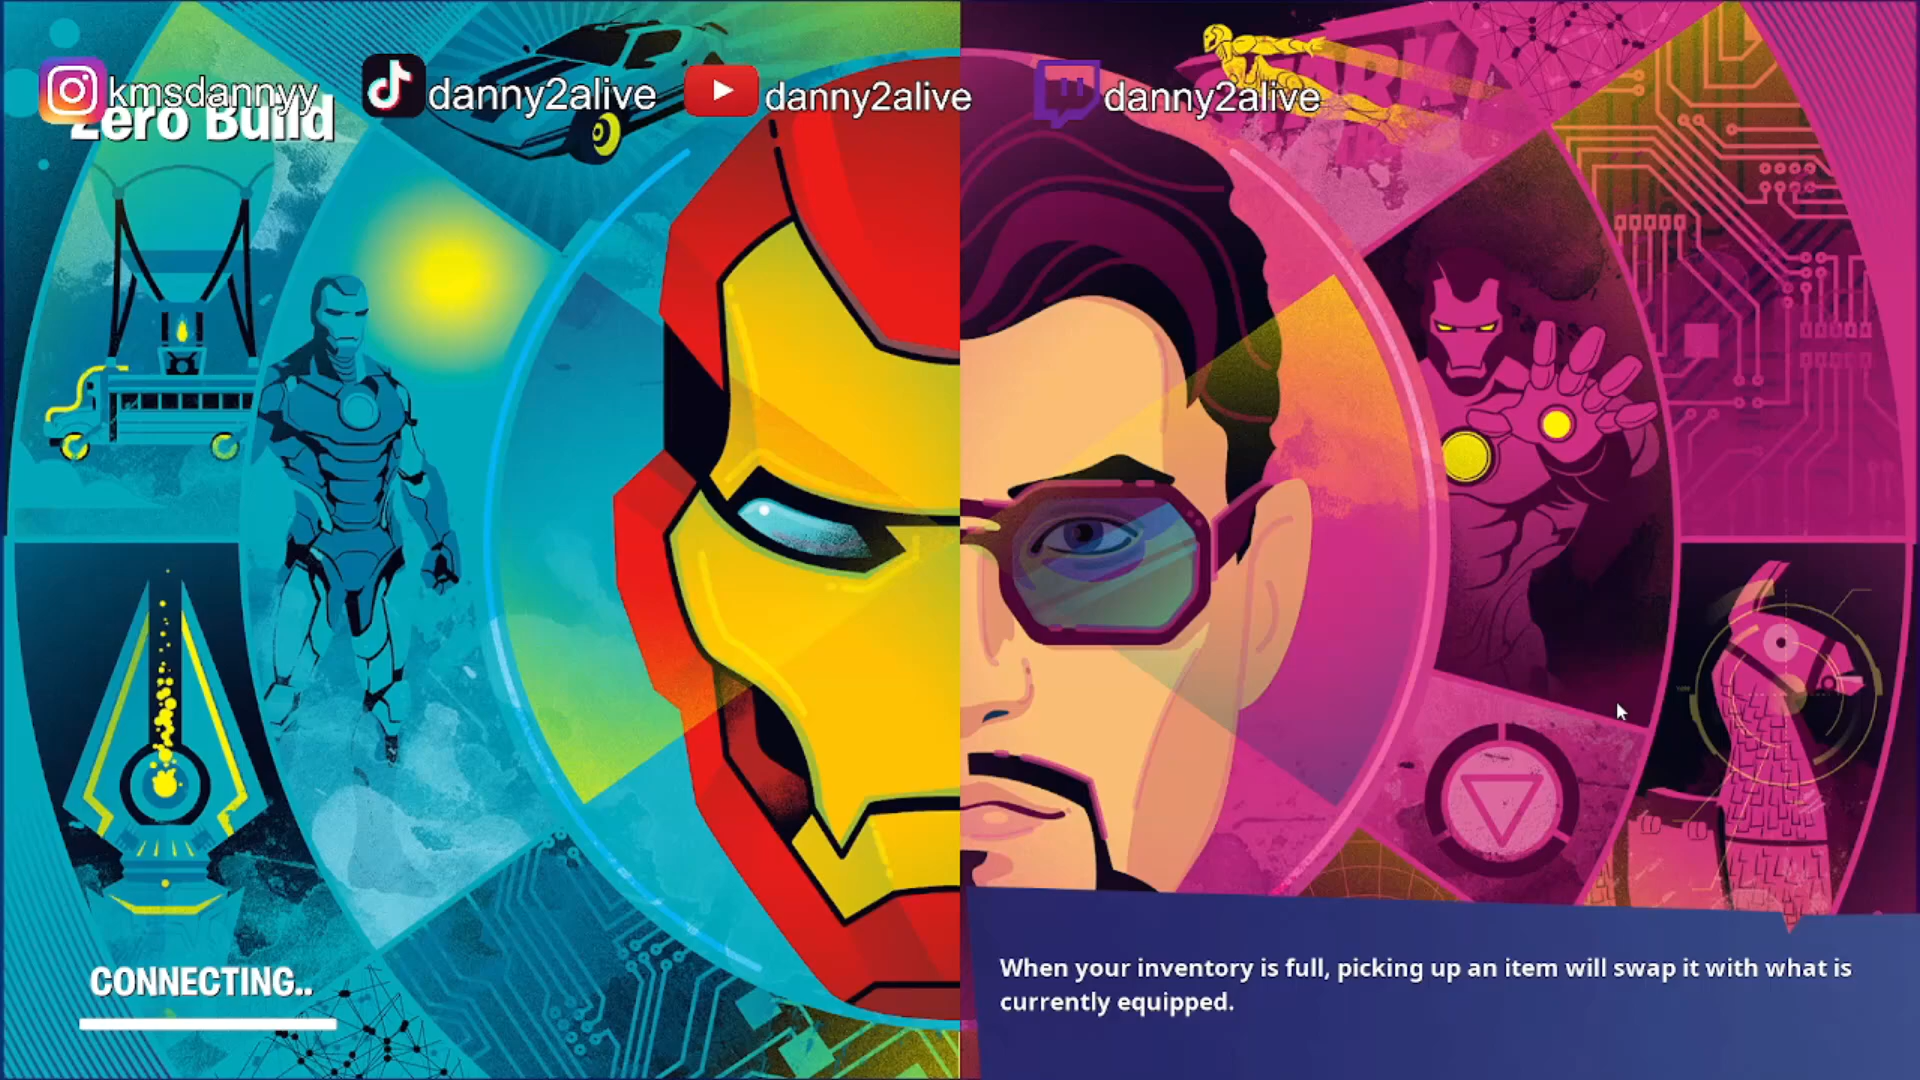 kmsdannyy
danny2alive
danny2alive
danny2alive
Zero Build
STARK
CONNECTING..
When your inventory is full, picking up an item will swap it with what is
currently equipped.